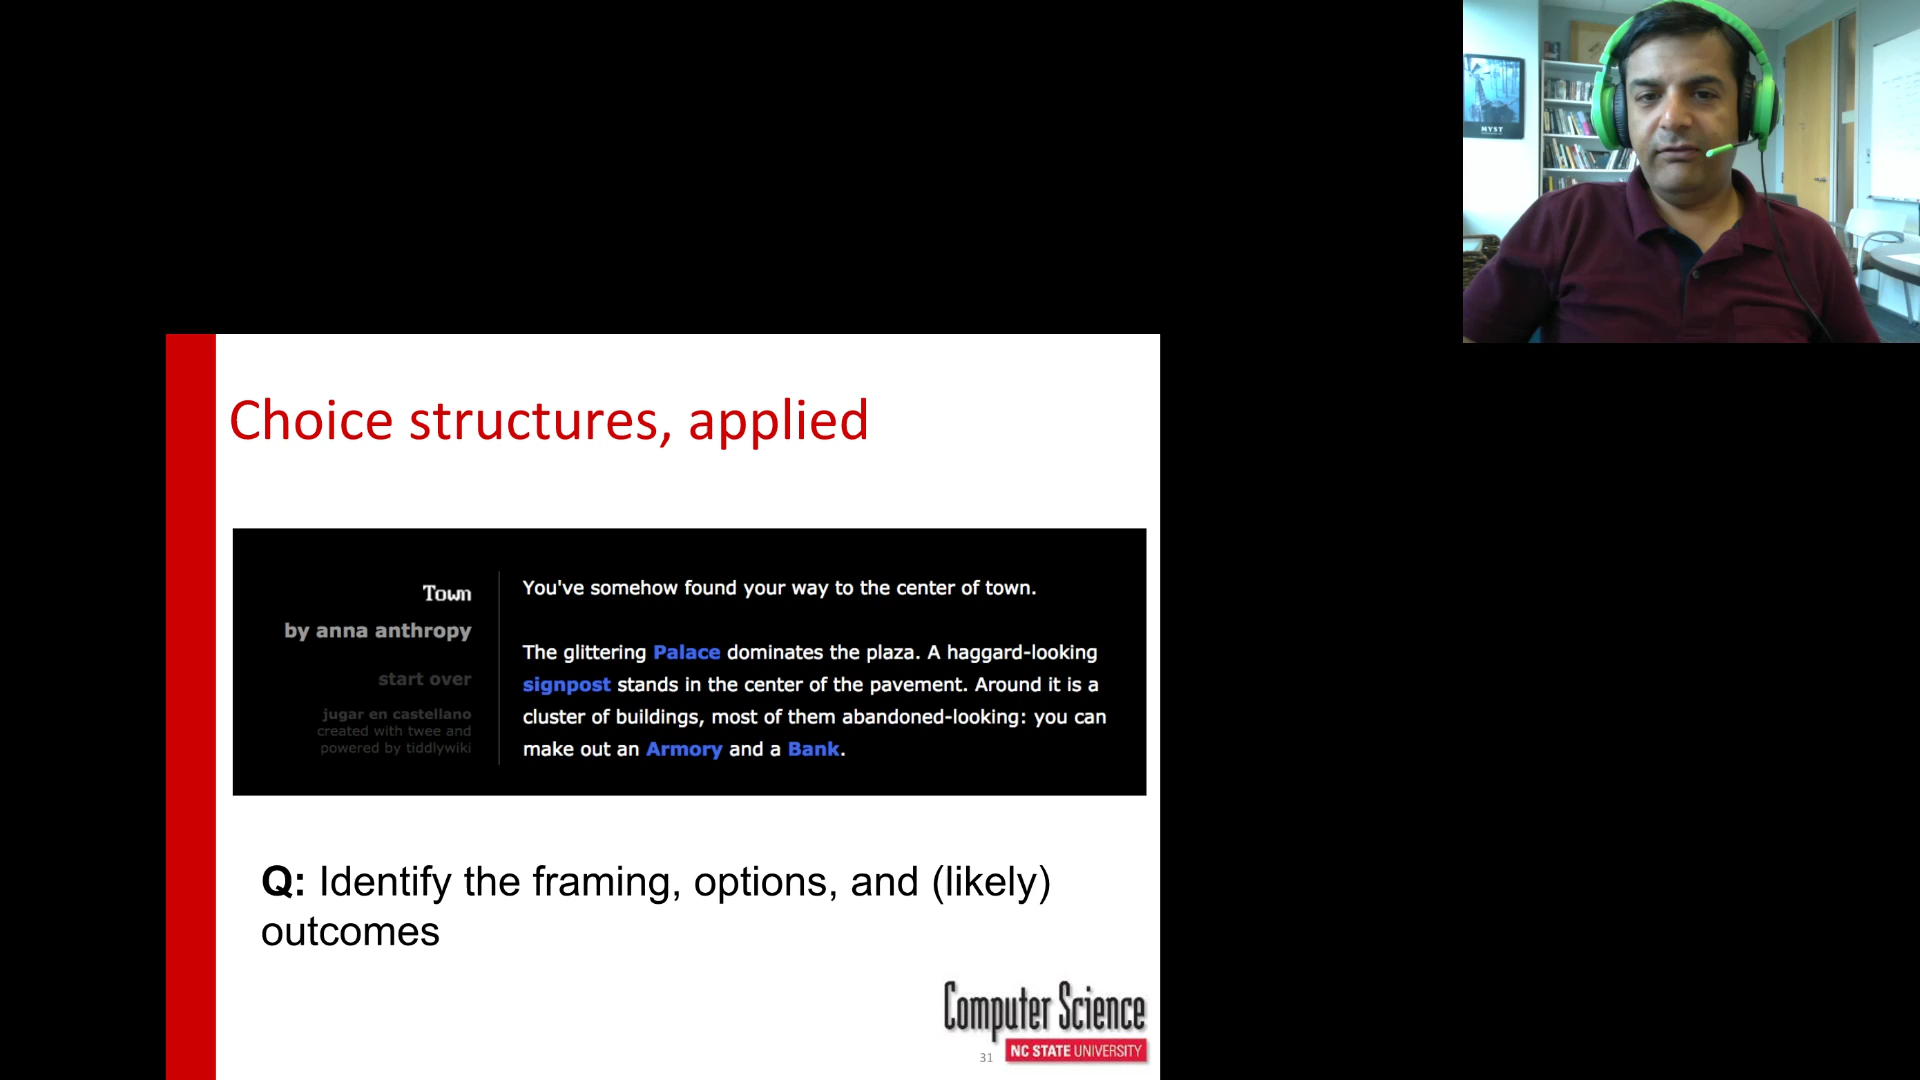 MYST
Choice structures, applied
Town
by anna anthropy
start over
jugar en castellano
created with twee and
powered by tiddlywiki
You've somehow found your way to the center of town.
The glittering Palace dominates the plaza. A haggard-looking
signpost stands in the center of the pavement. Around it is a
cluster of buildings, most of them abandoned-looking: you can
make out an Armory and a Bank.
Q: Identify the framing, options, and (likely)
outcomes
Computer Science
NC STATE UNIVERSITY
31